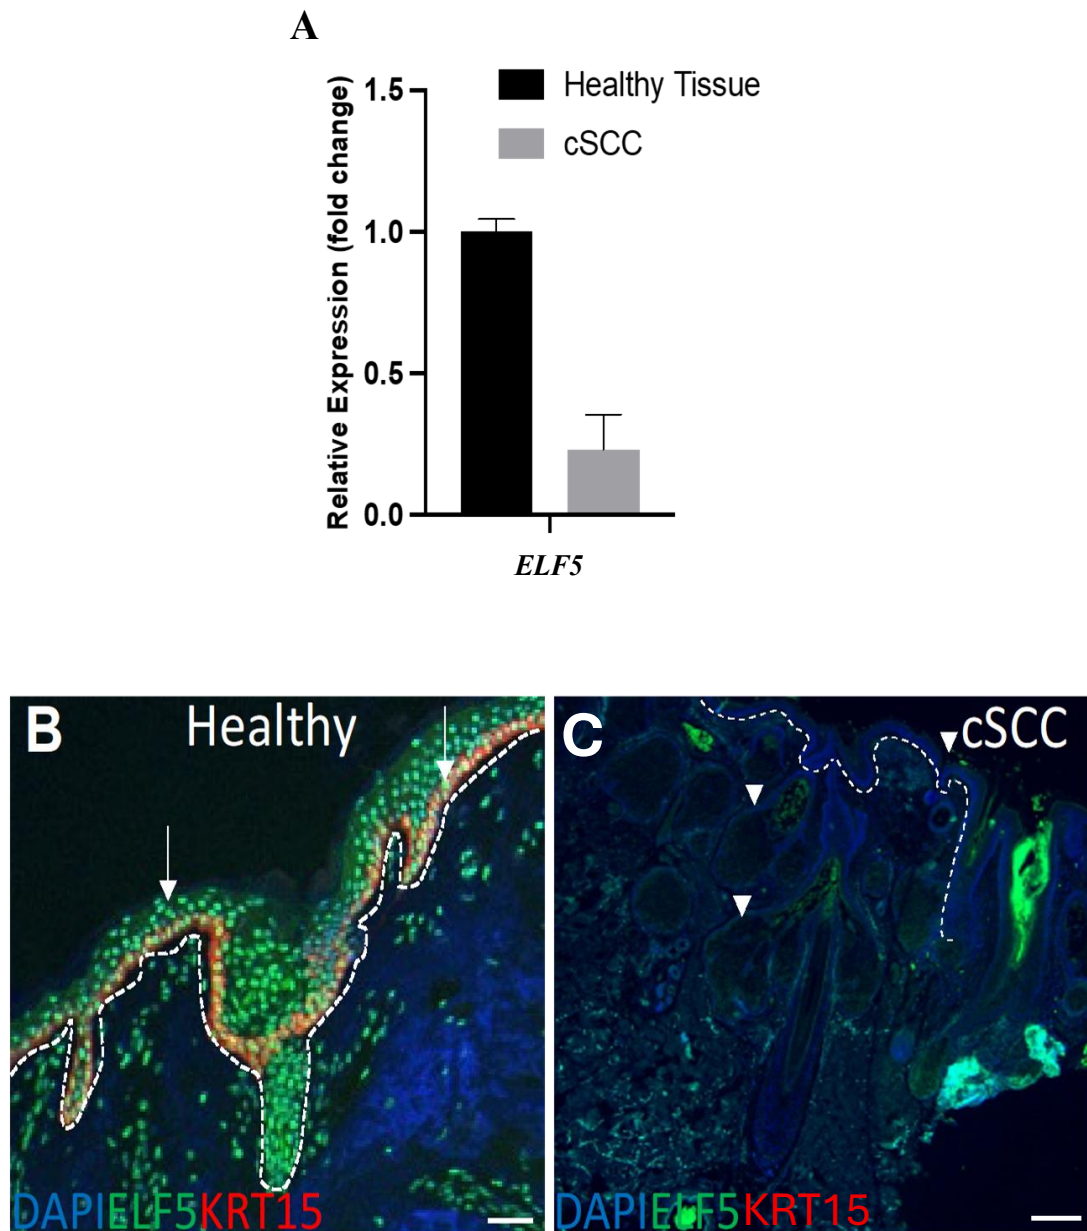 A
Healthy Tissue
cSCC
Relative Expression (fold change)
1.5
1.0
0.5
0.0
ELF5
B
Healthy
DAPIELF5KRT15
C
cSCC
DAPIELF5KRT15